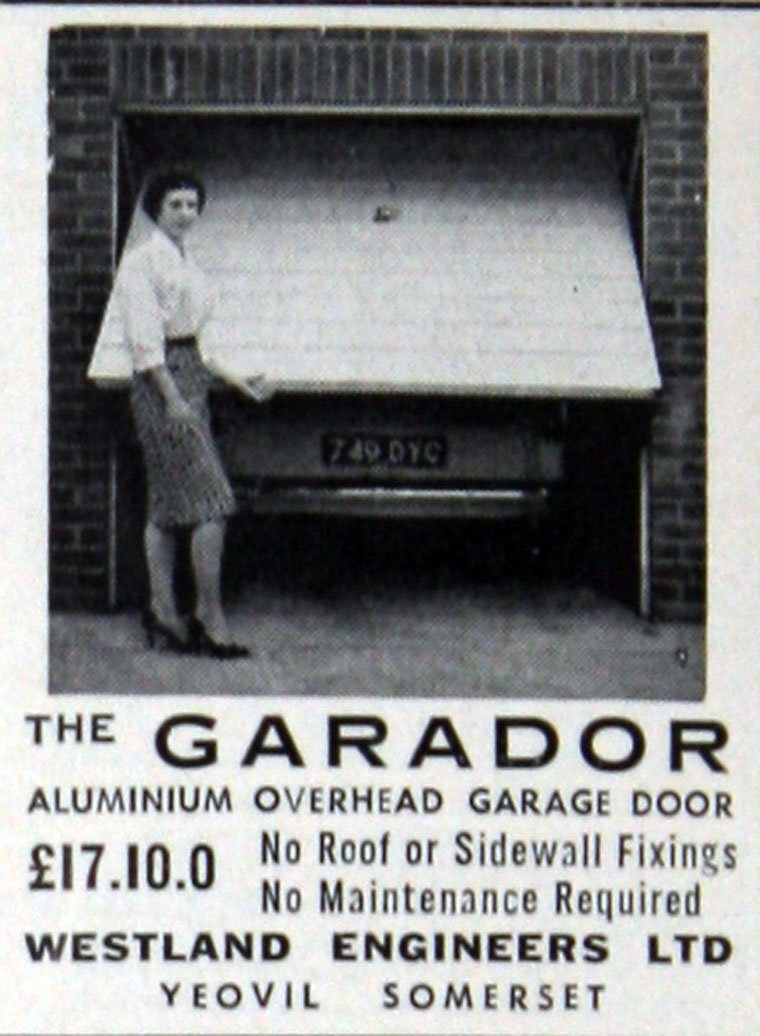 749 DYC
THE GARADOR
ALUMINIUM OVERHEAD GARAGE DOOR
£17.10.0
No Roof or Sidewall Fixings
No Maintenance Required
WESTLAND ENGINEERS LTD
YEOVIL SOMERSET